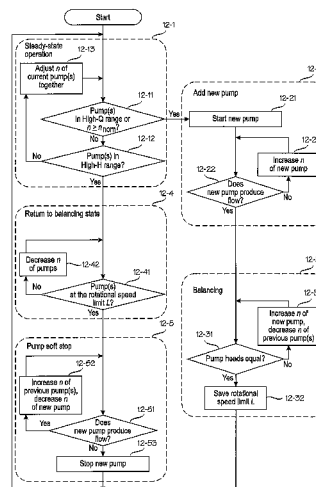 Start
12-1
Steady-state
operation
12-13
Adjust n of
current pump(s)
together
12-11
Pump(s)
in High-Q range or
n ≥ n nom?
Yes
No
12-12
Pump(s) in
High-H range?
No
Yes
Add new pump
12-21
Start new pump
Increase n
of new pump
12-22
Does
new pump produce
flow?
No
Yes
12-4
Return to balancing state
Decrease n
of pumps
12-42
12-41
Pump(s)
at the rotational speed
limit L?
No
Yes
Balancing
Increase n of
new pump,
decrease n of
previous pump(s)
12-31
Pump heads equal?
No
Yes
Save rotational
speed limit L
12-32
12-5
Pump soft stop
12-52
Increase n of
previous pump(s),
decrease n
of new pump
12-51
Does
new pump produce
flow?
Yes
No
12-53
Stop new pump